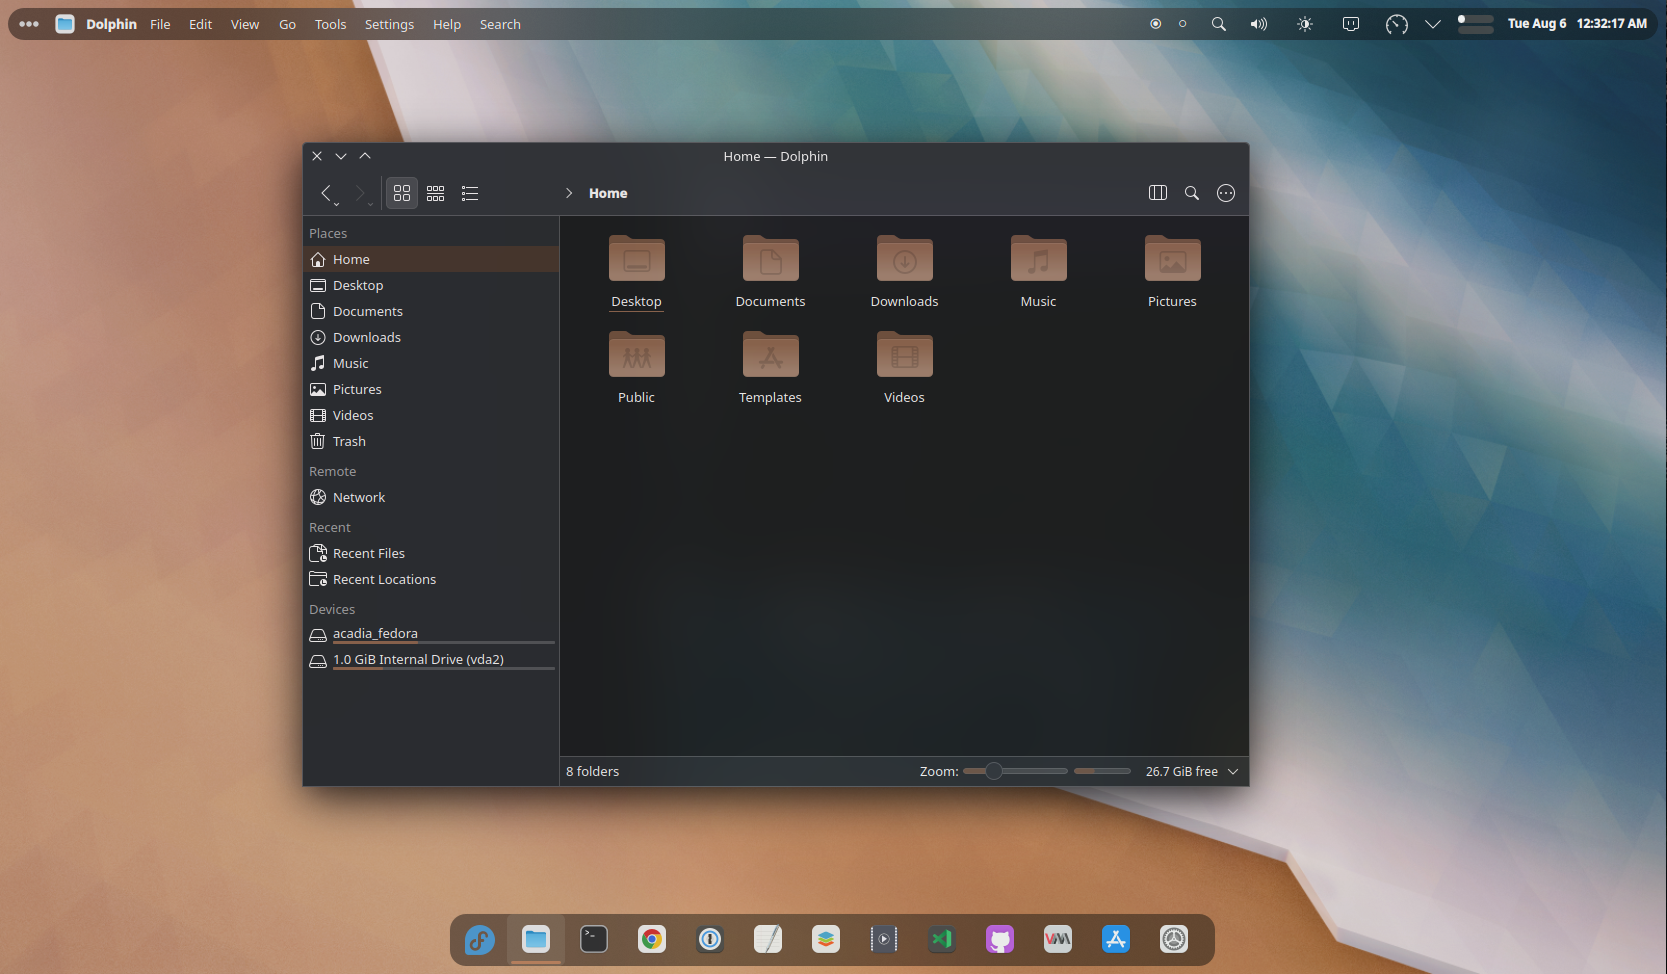 Dolphin File Edit View Go Tools Settings Help Search Tue Aug 6 12:32:17 AM
Home — Dolphin
Home
Places
Home
Desktop
Documents
Downloads
Music
Pictures
Videos
Trash
Remote
Network
Recent
Recent Files
Recent Locations
Devices
acadia_fedora
1.0 GiB Internal Drive (vda2)
Desktop Documents Downloads Music Pictures
Public Templates Videos
8 folders Zoom: 26.7 GiB free